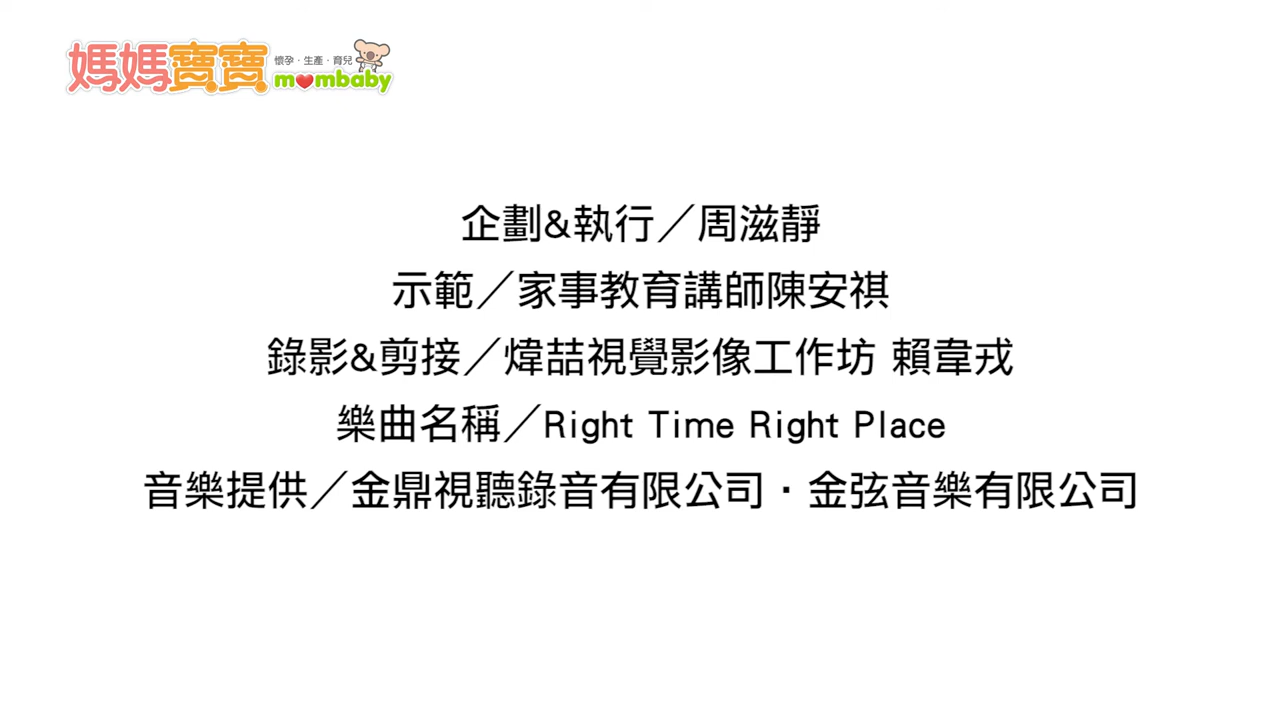 媽媽寶寶
懷孕·生產·育兒
mombaby
企劃&執行／周滋靜
示範／家事教育講師陳安祺
錄影&剪接／煒喆視覺影像工作坊 賴韋戎
樂曲名稱／Right Time Right Place
音樂提供／金鼎視聽錄音有限公司·金弦音樂有限公司